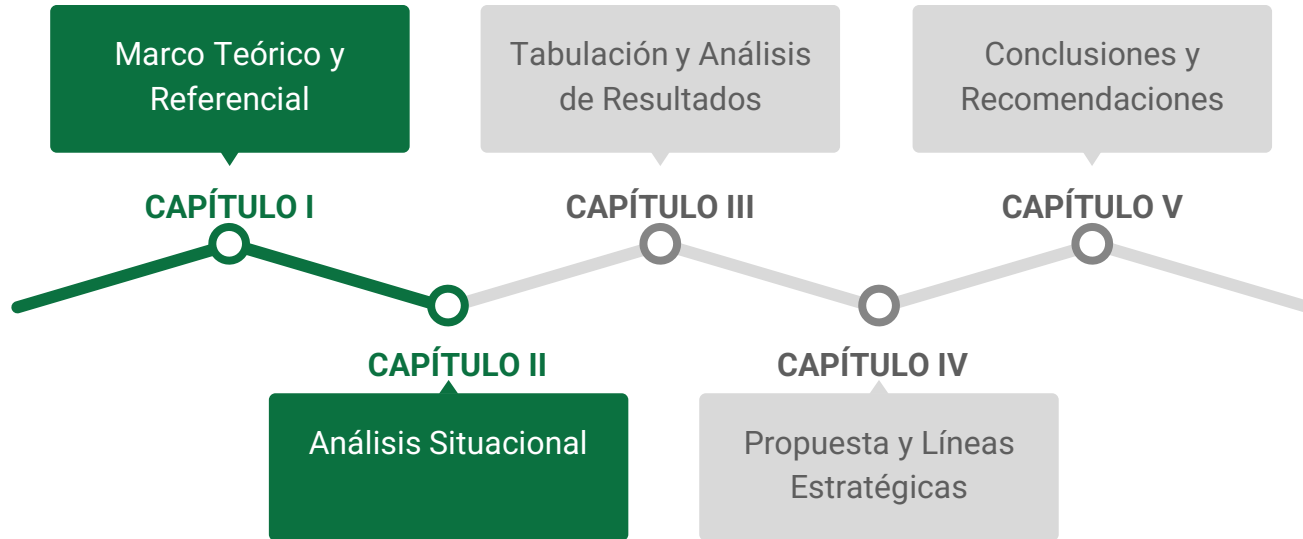 Marco Teórico y
Referencial
CAPÍTULO I
CAPÍTULO II
Análisis Situacional
Tabulación y Análisis
de Resultados
CAPÍTULO III
CAPÍTULO IV
Propuesta y Líneas
Estratégicas
Conclusiones y
Recomendaciones
CAPÍTULO V